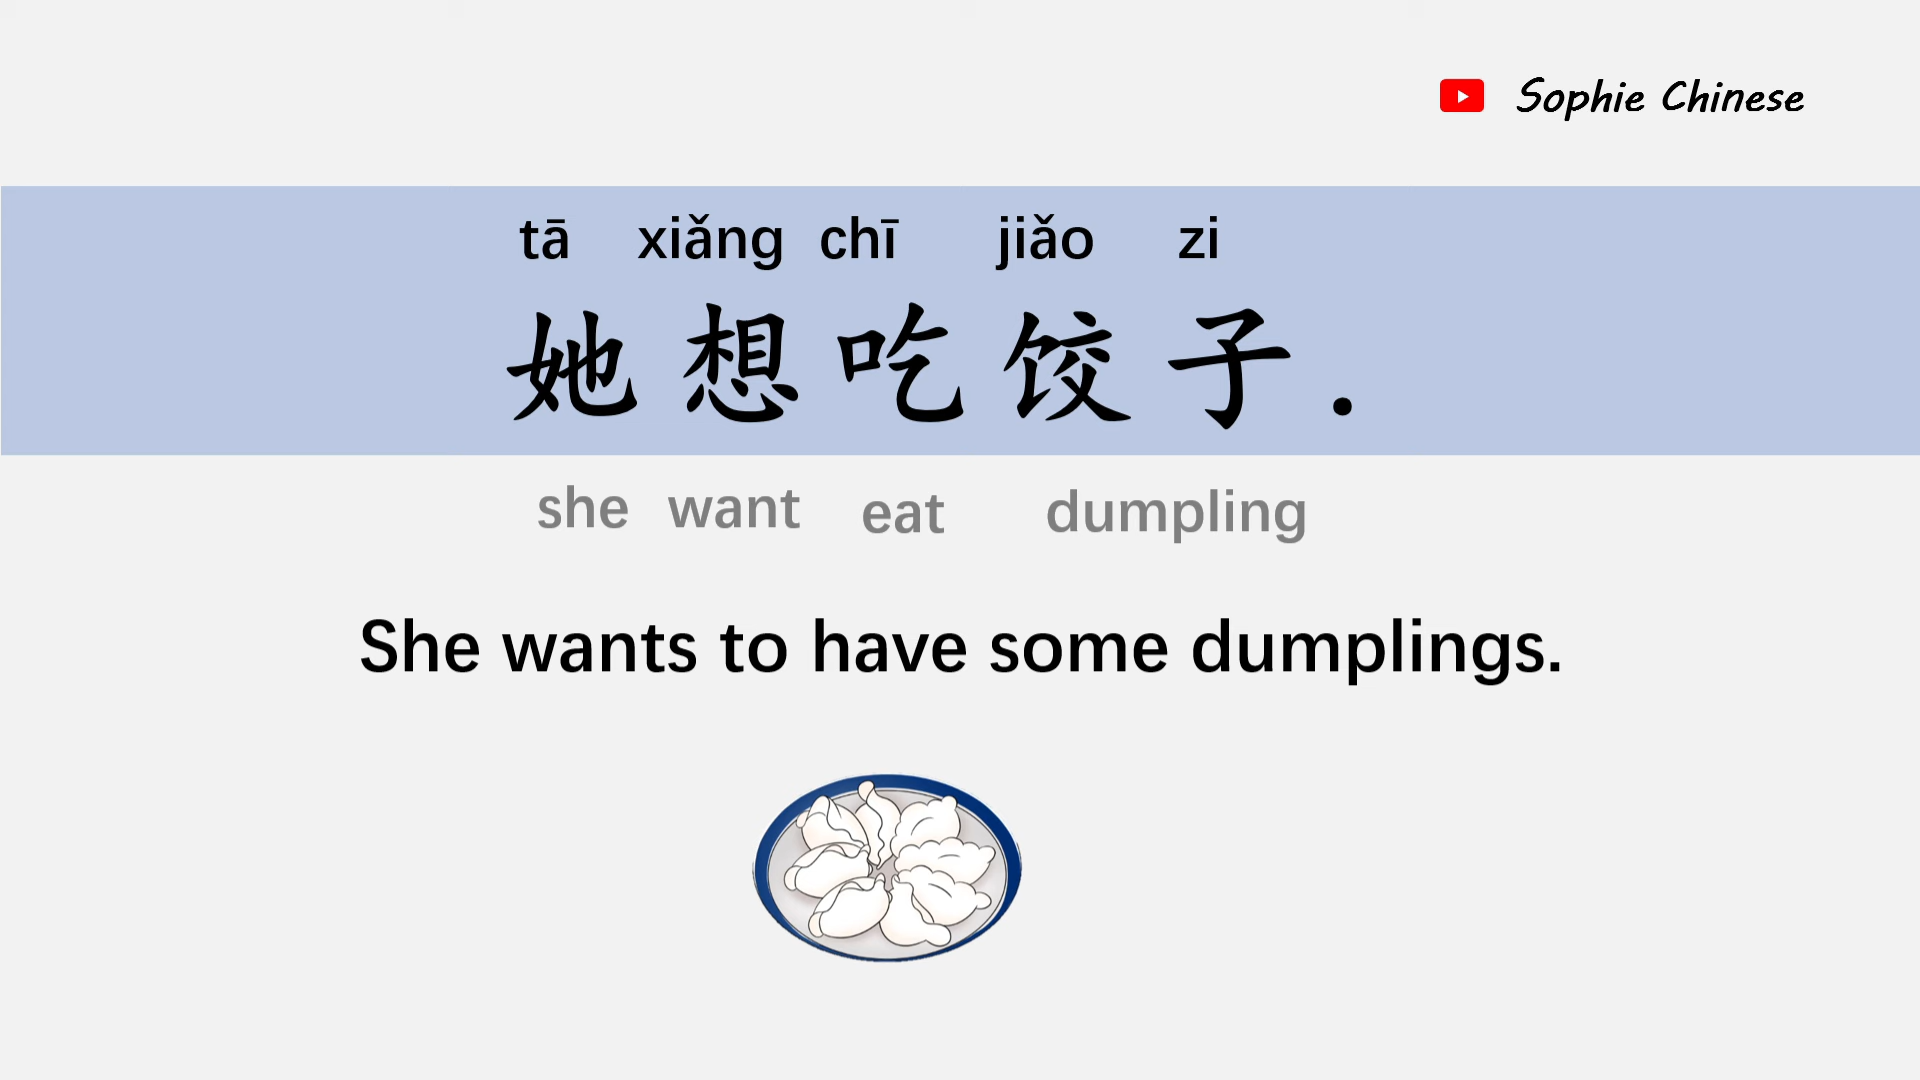 Sophie Chinese
tā xiǎng chī jiǎo zi
她想吃饺子.
she want eat dumpling
She wants to have some dumplings.